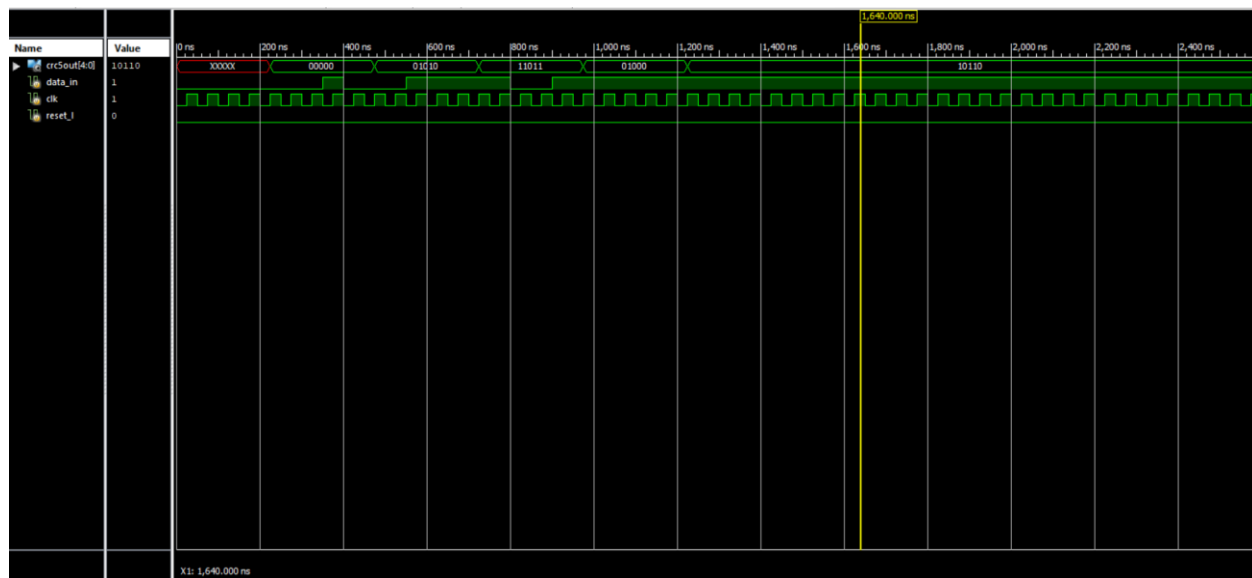 1,640.000 ns
Name Value 0 ns 200 ns 400 ns 600 ns 800 ns 1,000 ns 1,200 ns 1,400 ns 1,600 ns 1,800 ns 2,000 ns 2,200 ns 2,400 ns
crc5out[4:0] 10110 XXXXX 00000 01010 11011 01000 10110
data_in 1
clk 1
reset_l 0
X1: 1,640.000 ns